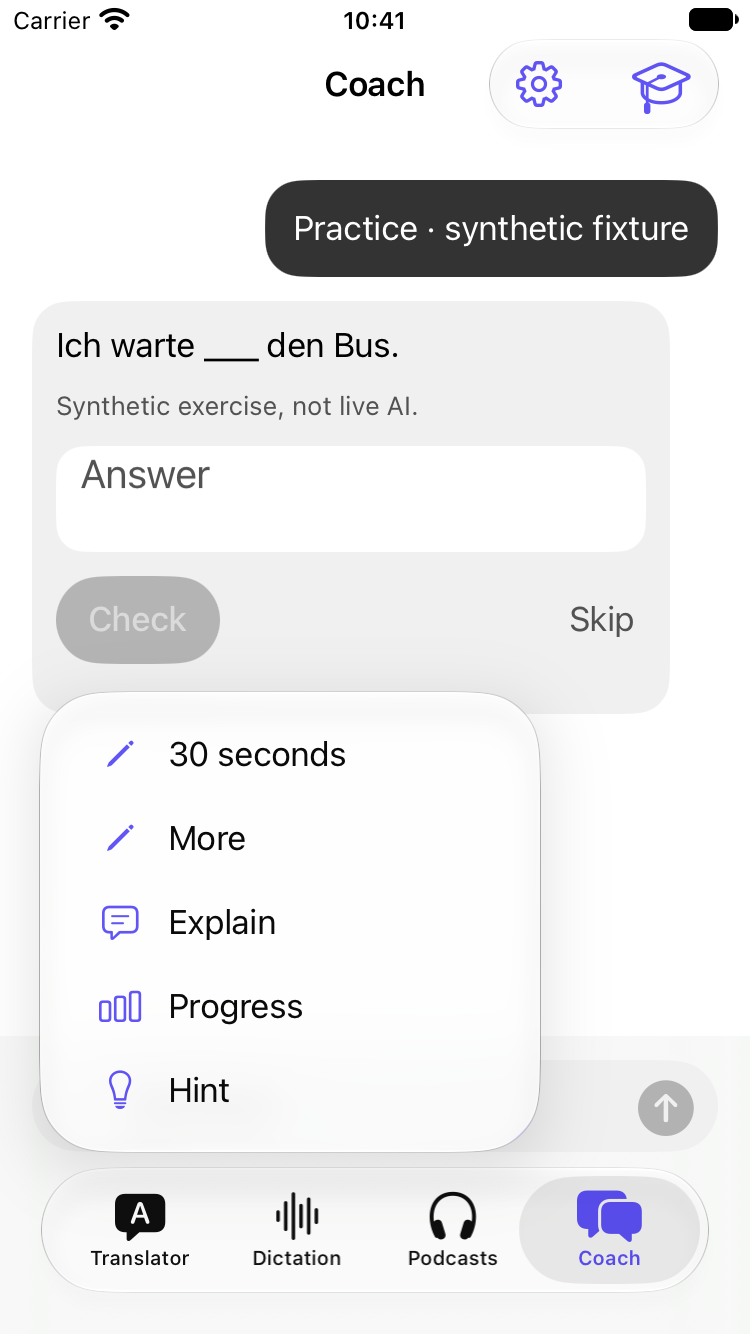 Carrier 10:41
Coach
Practice · synthetic fixture
Ich warte ___ den Bus.
Synthetic exercise, not live AI.
Answer
Check Skip
30 seconds
More
Explain
Progress
Hint
A
Translator Dictation Podcasts Coach